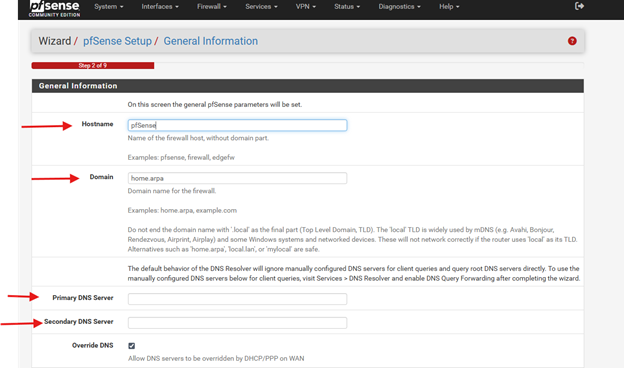 pfsense
COMMUNITY EDITION
System Interfaces Firewall Services VPN Status Diagnostics Help
Wizard / pfSense Setup / General Information ?
Step 2 of 9
General Information
On this screen the general pfSense parameters will be set.
Hostname
pfSense
Name of the firewall host, without domain part.
Examples: pfsense, firewall, edgefw
Domain
home.arpa
Domain name for the firewall.
Examples: home.arpa, example.com
Do not end the domain name with '.local' as the final part (Top Level Domain, TLD). The 'local' TLD is widely used by mDNS (e.g. Avahi, Bonjour,
Rendezvous, Airprint, Airplay) and some Windows systems and networked devices. These will not network correctly if the router uses 'local' as its TLD.
Alternatives such as 'home.arpa', 'local.lan', or 'mylocal' are safe.
The default behavior of the DNS Resolver will ignore manually configured DNS servers for client queries and query root DNS servers directly. To use the
manually configured DNS servers below for client queries, visit Services > DNS Resolver and enable DNS Query Forwarding after completing the wizard.
Primary DNS Server
Secondary DNS Server
Override DNS
Allow DNS servers to be overridden by DHCP/PPP on WAN